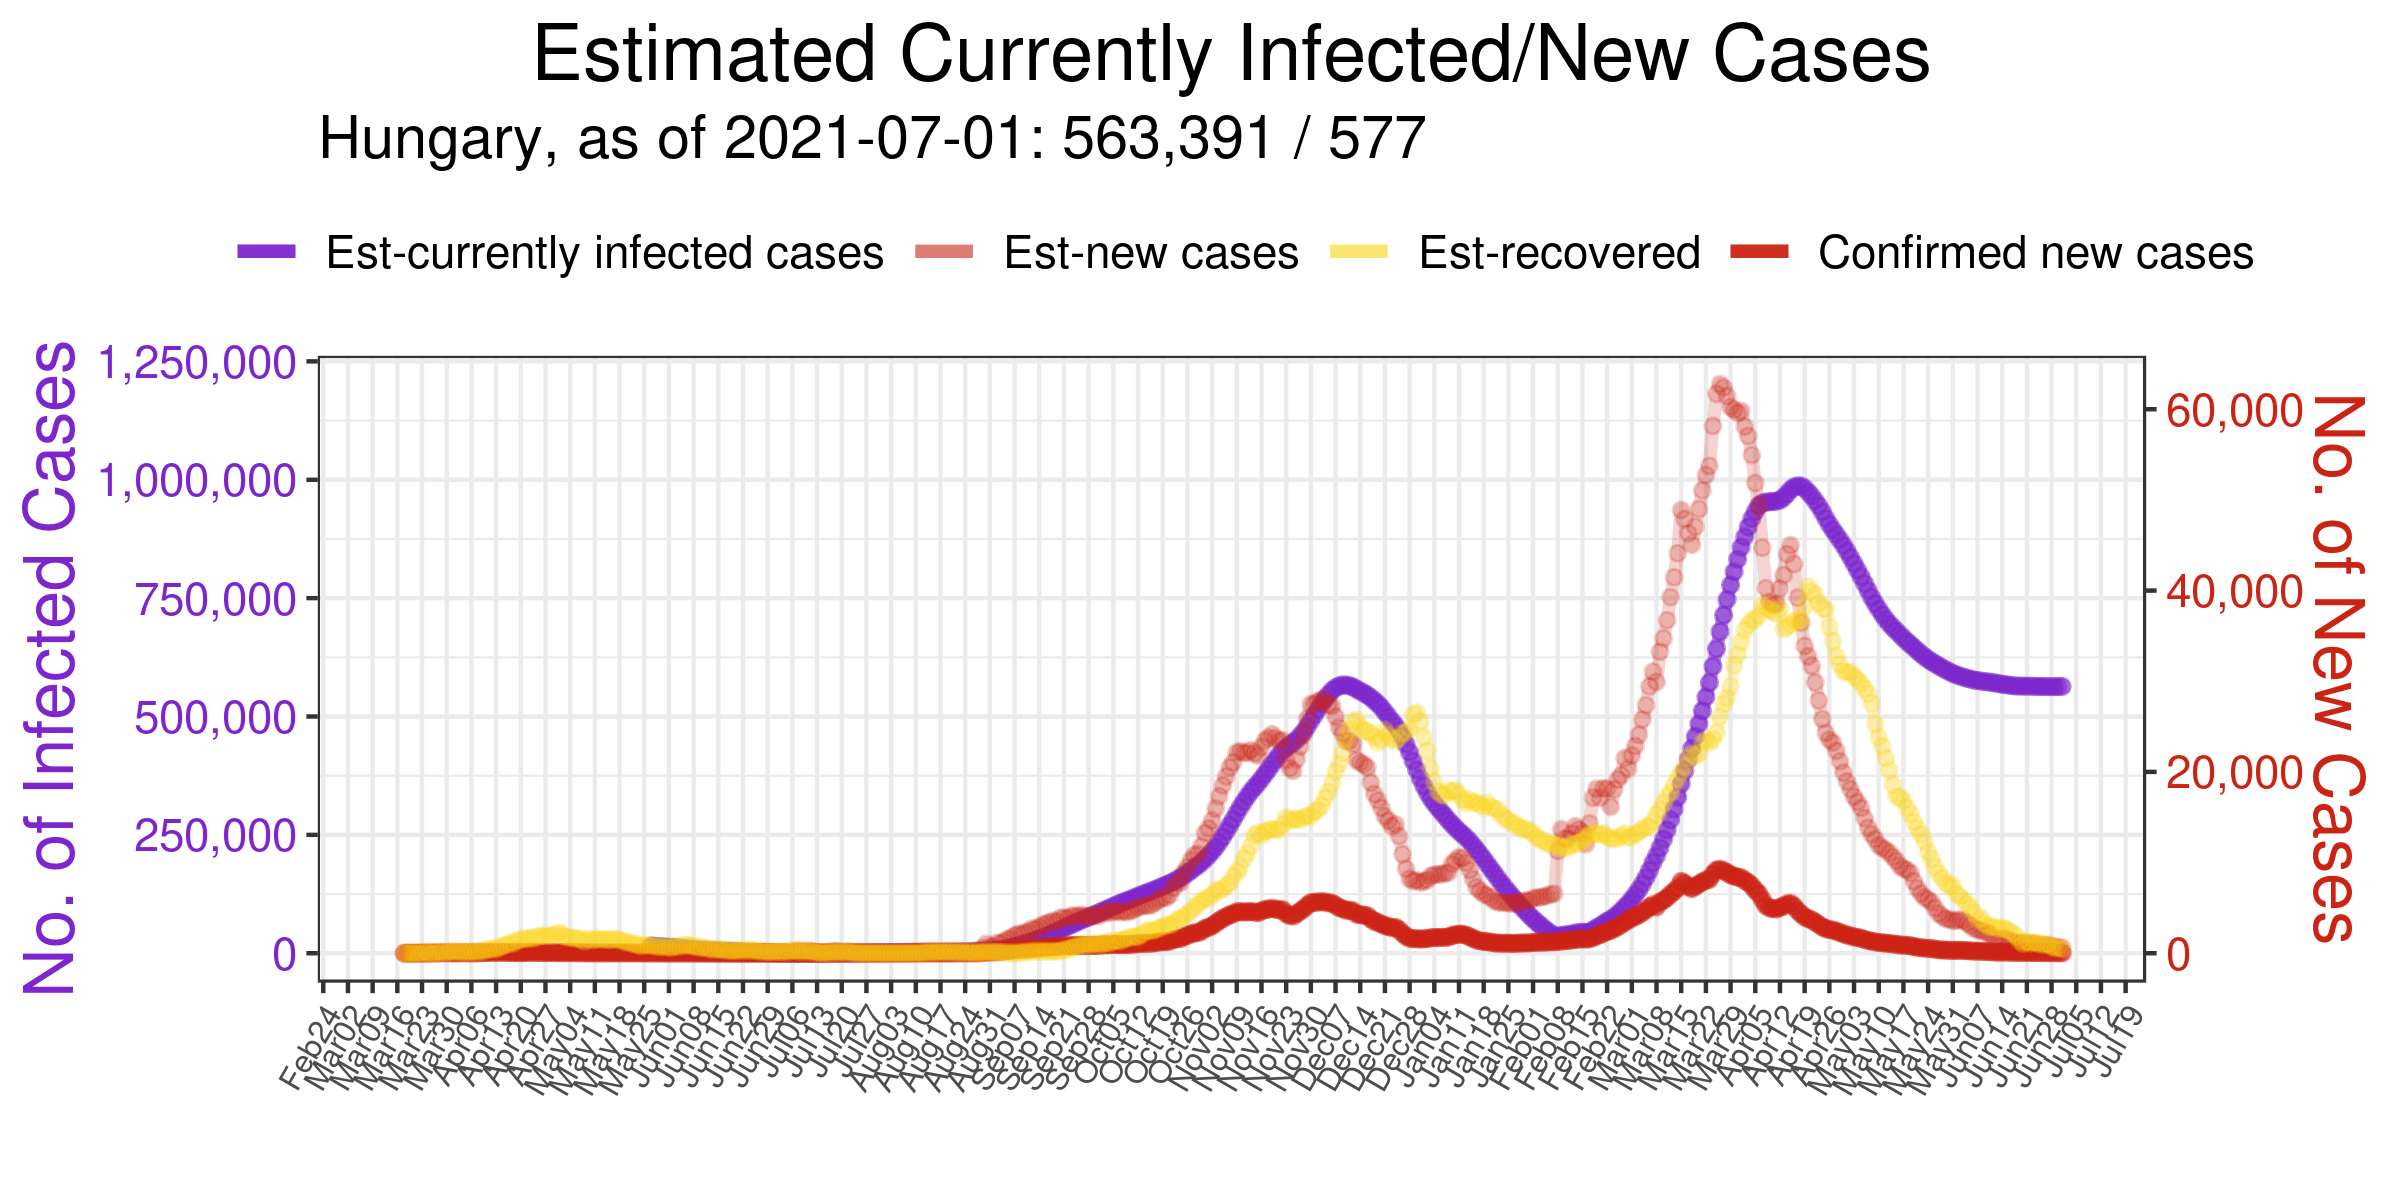 Estimated Currently Infected/New Cases
Hungary, as of 2021-07-01: 563,391 / 577
Est-currently infected cases Est-new cases Est-recovered Confirmed new cases
No. of Infected Cases
1,250,000
1,000,000
750,000
500,000
250,000
0
60,000
40,000
20,000
0
No. of New Cases
Feb24 Mar02 Mar09 Mar16 Mar23 Mar30 Apr06 Apr13 Apr20 Apr27 May04 May11 May18 May25 Jun01 Jun08 Jun15 Jun22 Jun29 Jul06 Jul13 Jul20 Jul27 Aug03 Aug10 Aug17 Aug24 Aug31 Sep07 Sep14 Sep21 Sep28 Oct05 Oct12 Oct19 Oct26 Nov02 Nov09 Nov16 Nov23 Nov30 Dec07 Dec14 Dec21 Dec28 Jan04 Jan11 Jan18 Jan25 Feb01 Feb08 Feb15 Feb22 Mar01 Mar08 Mar15 Mar22 Mar29 Apr05 Apr12 Apr19 Apr26 May03 May10 May17 May24 May31 Jun07 Jun14 Jun21 Jun28 Jul05 Jul12 Jul19